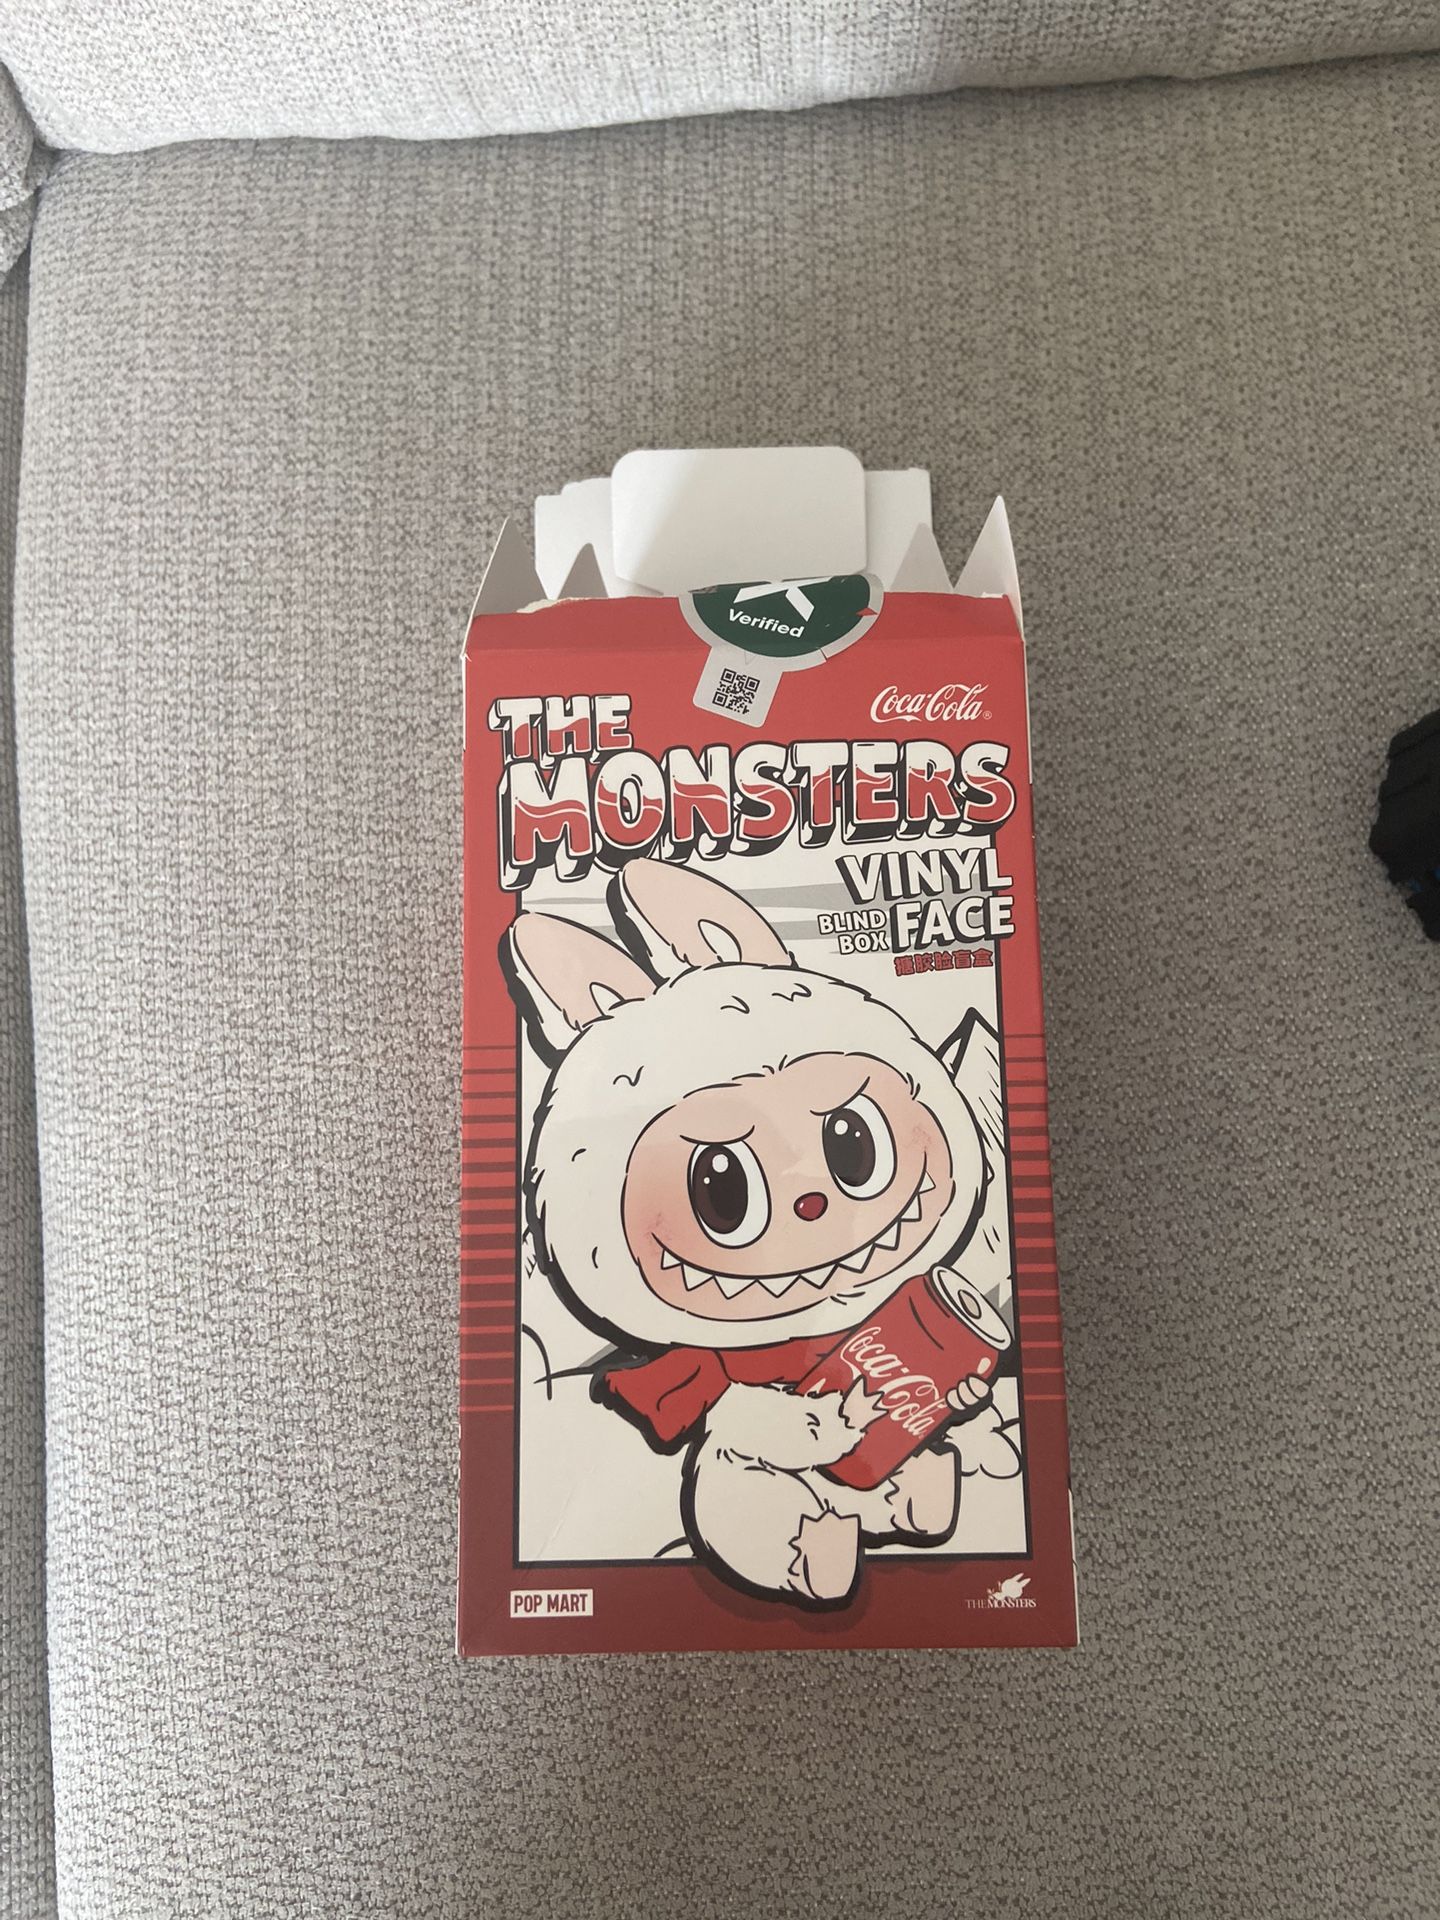 Verified
Coca-Cola®
THE
MONSTERS
VINYL
BLIND
BOX
FACE
搪胶脸盲盒
Coca-Cola
POP MART
THE MONSTERS